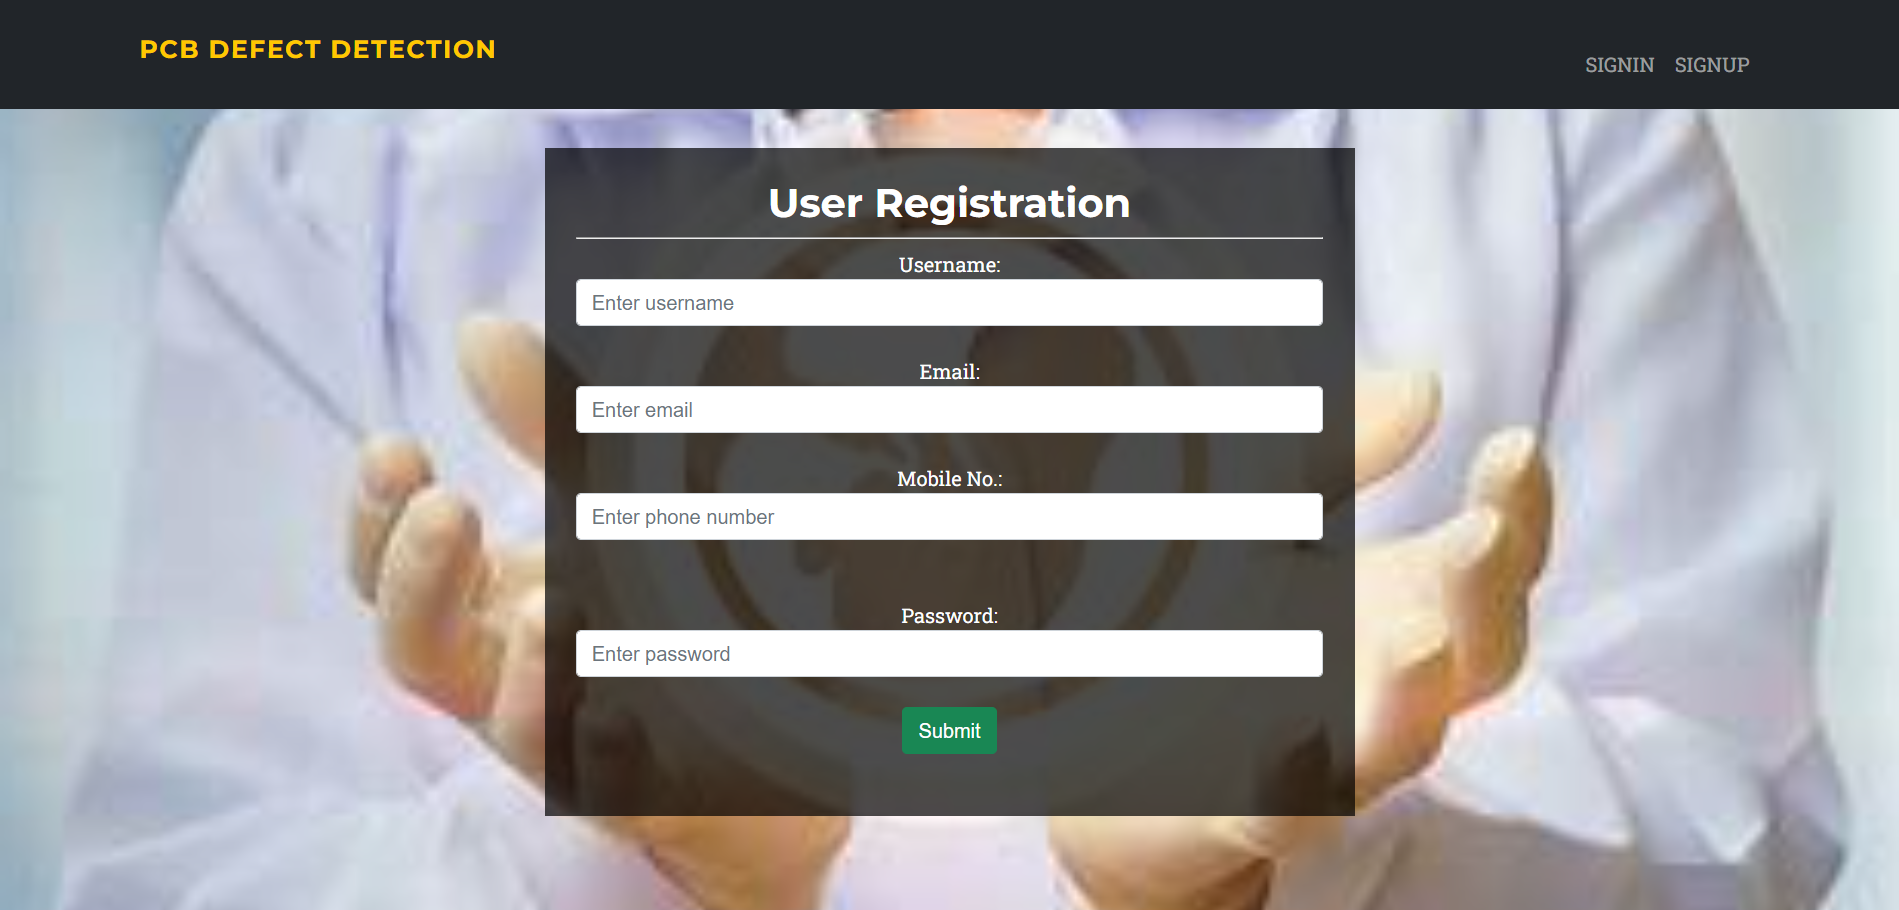 PCB DEFECT DETECTION
SIGNIN SIGNUP
User Registration
Username:
Enter username
Email:
Enter email
Mobile No.:
Enter phone number
Password:
Enter password
Submit